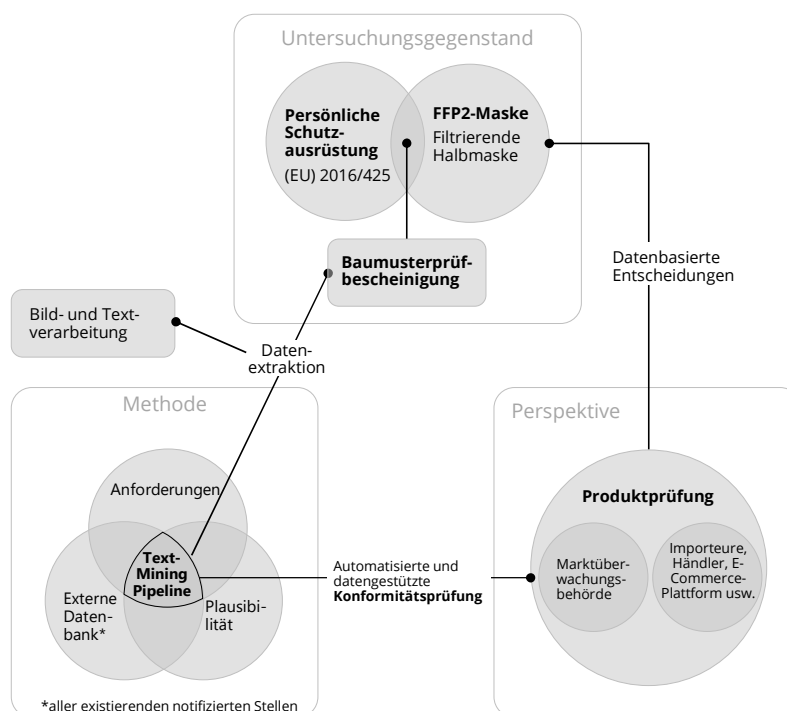 Untersuchungsgegenstand
Persönliche
Schutz-
ausrüstung
(EU) 2016/425
FFP2-Maske
Filtrierende
Halbmaske
Baumusterprüf-
bescheinigung
Datenbasierte
Entscheidungen
Bild- und Text-
verarbeitung
Daten-
extraktion
Methode
Anforderungen
Text-
Mining
Pipeline
Externe
Daten-
bank*
Plausibi-
lität
*aller existierenden notifizierten Stellen
Automatisierte und
datengestützte
Konformitätsprüfung
Perspektive
Produktprüfung
Marktüber-
wachungs-
behörde
Importeure,
Händler, E-
Commerce-
Plattform usw.